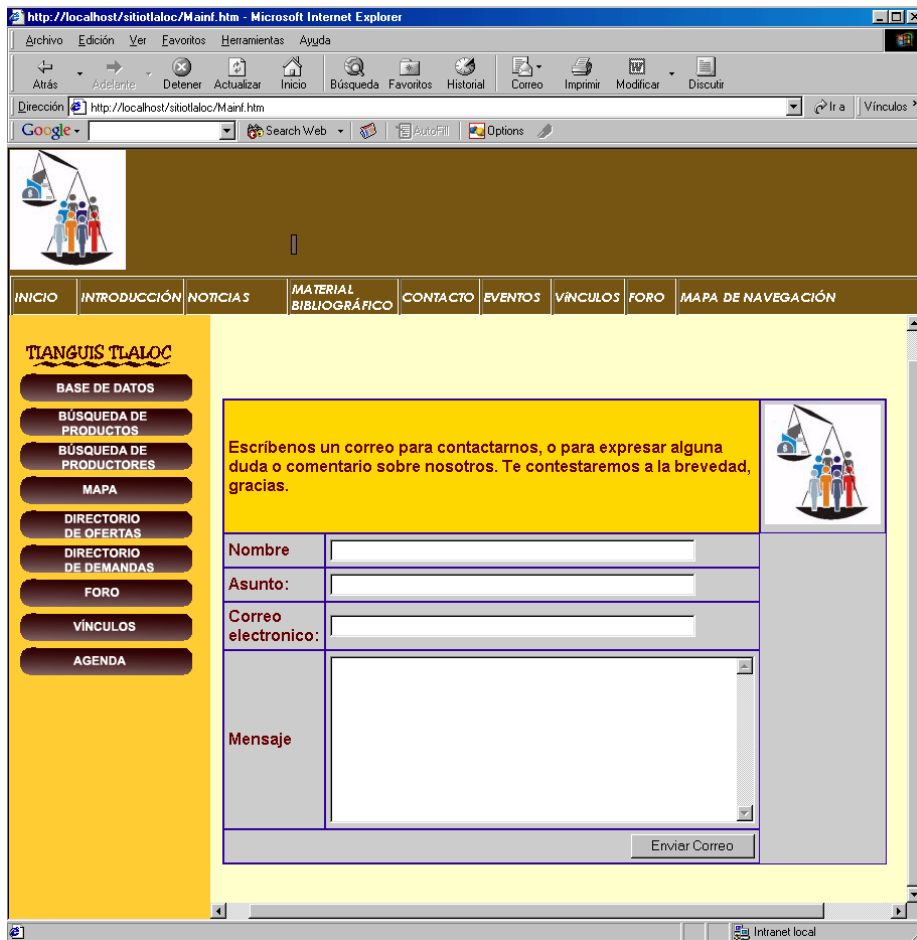 http://localhost/sitiotlaloc/Mainf.htm - Microsoft Internet Explorer
Archivo Edición Ver Favoritos Herramientas Ayuda
Atrás Adelante Detener Actualizar Inicio Búsqueda Favoritos Historial Correo Imprimir Modificar Discutir
Dirección http://localhost/sitiotlaloc/Mainf.htm Ir a Vínculos »
Google Search Web AutoFill Options
INICIO INTRODUCCIÓN NOTICIAS MATERIAL BIBLIOGRÁFICO CONTACTO EVENTOS VíNCULOS FORO MAPA DE NAVEGACIÓN
TIANGUIS TLALOC
BASE DE DATOS
BÚSQUEDA DE
PRODUCTOS
BÚSQUEDA DE
PRODUCTORES
MAPA
DIRECTORIO
DE OFERTAS
DIRECTORIO
DE DEMANDAS
FORO
VÍNCULOS
AGENDA
Escríbenos un correo para contactarnos, o para expresar alguna
duda o comentario sobre nosotros. Te contestaremos a la brevedad,
gracias.
Nombre
Asunto:
Correo
electronico:
Mensaje
Enviar Correo
Intranet local